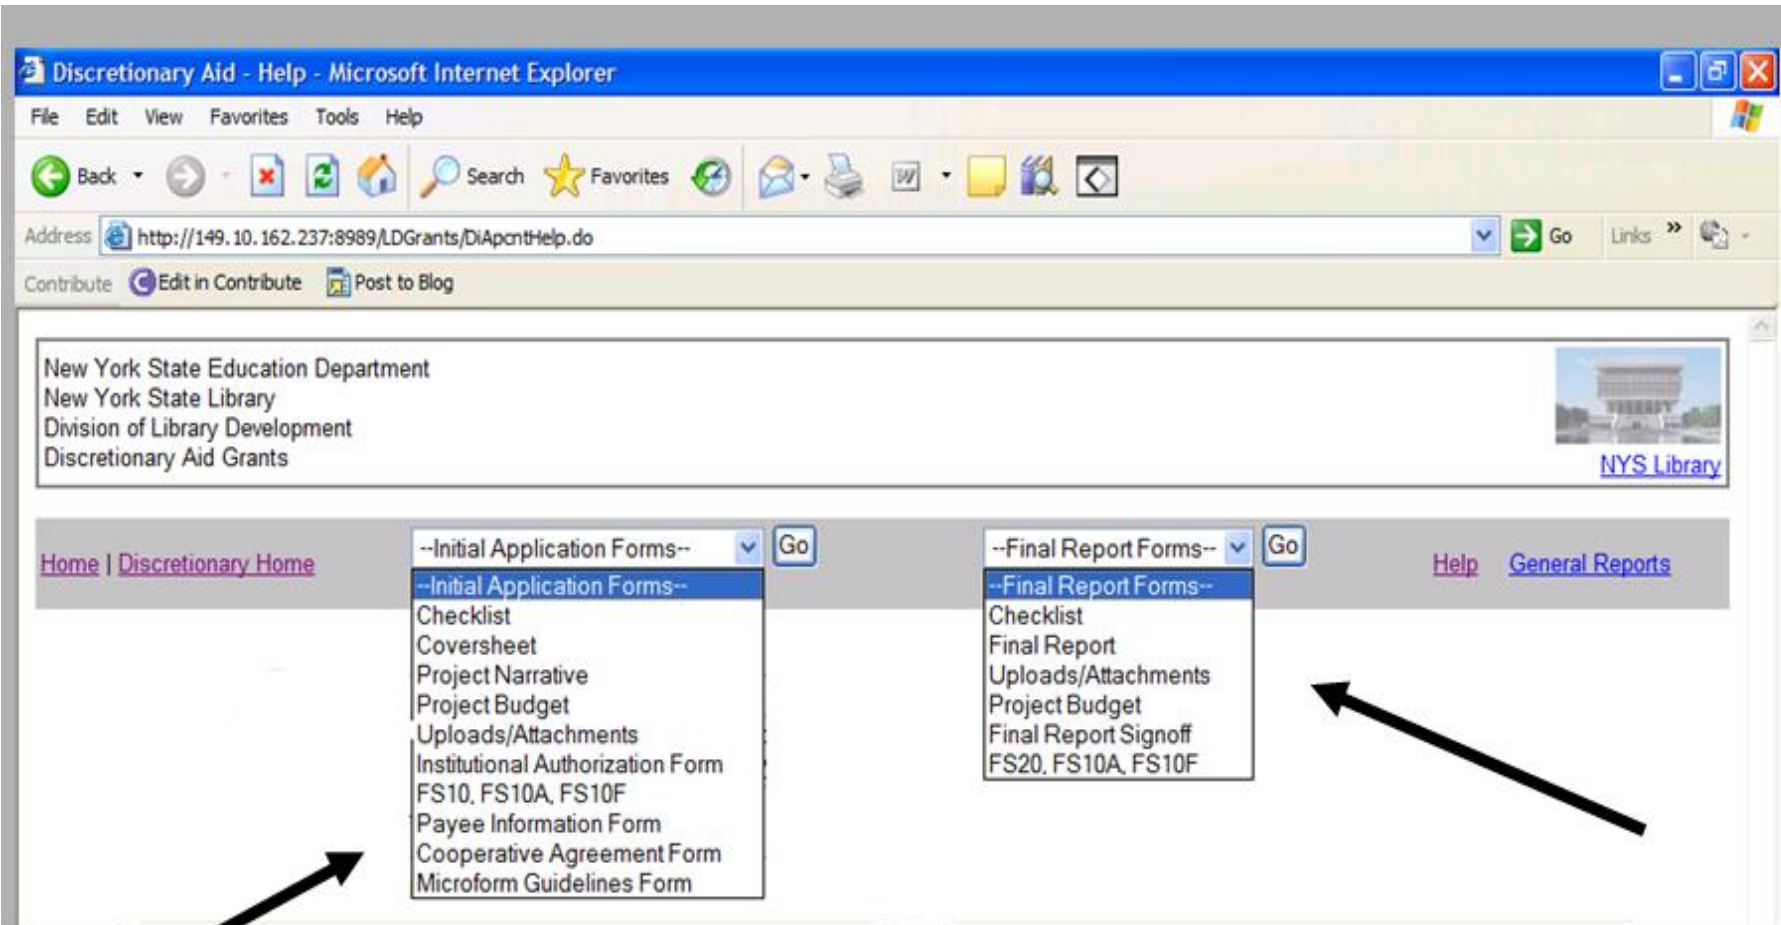 Discretionary Aid - Help - Microsoft Internet Explorer
File Edit View Favorites Tools Help
Back Search Favorites
Address http://149.10.162.237:8989/LDGrants/DiApcntHelp.do Go Links »
Contribute Edit in Contribute Post to Blog
New York State Education Department
New York State Library
Division of Library Development
Discretionary Aid Grants
NYS Library
Home | Discretionary Home
--Initial Application Forms-- Go
--Initial Application Forms--
Checklist
Coversheet
Project Narrative
Project Budget
Uploads/Attachments
Institutional Authorization Form
FS10, FS10A, FS10F
Payee Information Form
Cooperative Agreement Form
Microform Guidelines Form
--Final Report Forms-- Go
--Final Report Forms--
Checklist
Final Report
Uploads/Attachments
Project Budget
Final Report Signoff
FS20, FS10A, FS10F
Help General Reports